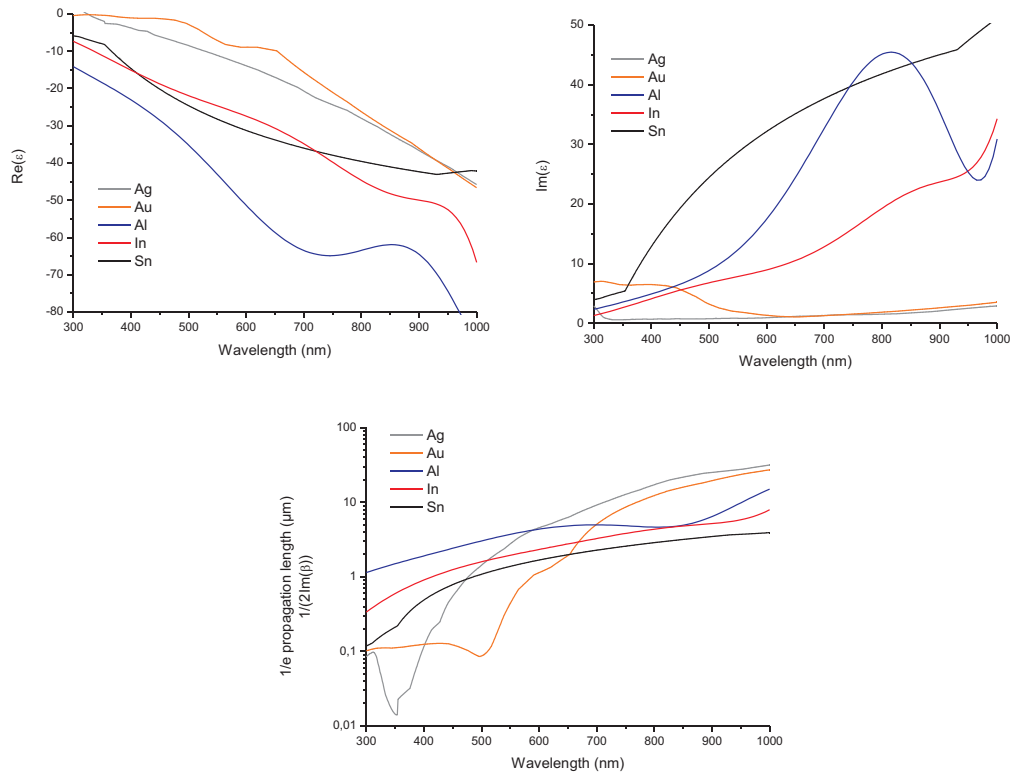 0
-10
-20
-30
-40
-50
-60
-70
-80
Re(ε)
Ag
Au
Al
In
Sn
300 400 500 600 700 800 900 1000
Wavelength (nm)
50
40
30
20
10
0
Im(ε)
Ag
Au
Al
In
Sn
300 400 500 600 700 800 900 1000
Wavelength (nm)
100
10
1
0,1
0,01
1/e propagation length (µm)
1/(2Im(β))
Ag
Au
Al
In
Sn
300 400 500 600 700 800 900 1000
Wavelength (nm)